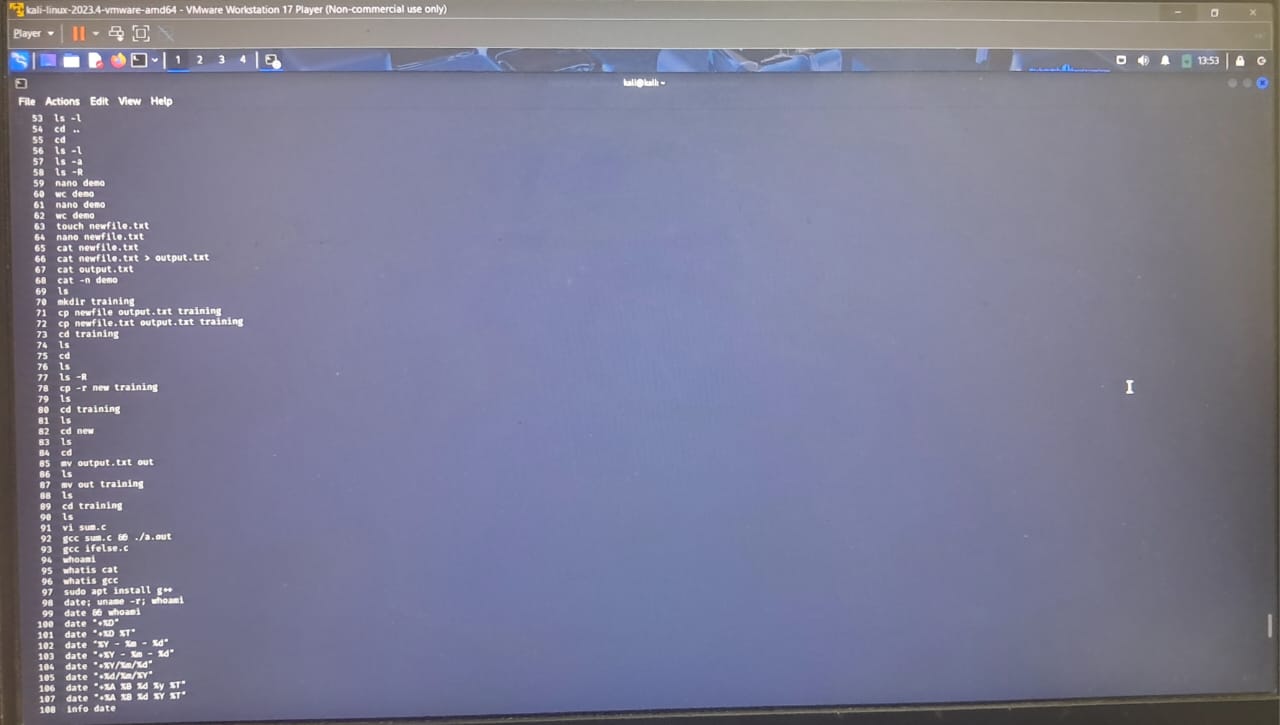 kali-linux-2023.4-vmware-amd64 - VMware Workstation 17 Player (Non-commercial use only)
Player
1 2 3 4
13:53
kali@kali: ~
File Actions Edit View Help
53 ls -l
54 cd ..
55 cd
56 ls -l
57 ls -a
58 ls -R
59 nano demo
60 wc demo
61 nano demo
62 wc demo
63 touch newfile.txt
64 nano newfile.txt
65 cat newfile.txt
66 cat newfile.txt > output.txt
67 cat output.txt
68 cat -n demo
69 ls
70 mkdir training
71 cp newfile output.txt training
72 cp newfile.txt output.txt training
73 cd training
74 ls
75 cd
76 ls
77 ls -R
78 cp -r new training
79 ls
80 cd training
81 ls
82 cd new
83 ls
84 cd
85 mv output.txt out
86 ls
87 mv out training
88 ls
89 cd training
90 ls
91 vi sum.c
92 gcc sum.c && ./a.out
93 gcc ifelse.c
94 whoami
95 whatis cat
96 whatis gcc
97 sudo apt install g++
98 date; uname -r; whoami
99 date && whoami
100 date "+%D"
101 date "+%D %T"
102 date "%Y - %m - %d"
103 date "+%Y - %m - %d"
104 date "+%Y/%m/%d"
105 date "+%d/%m/%Y"
106 date "+%A %B %d %y %T"
107 date "+%A %B %d %Y %T"
108 info date